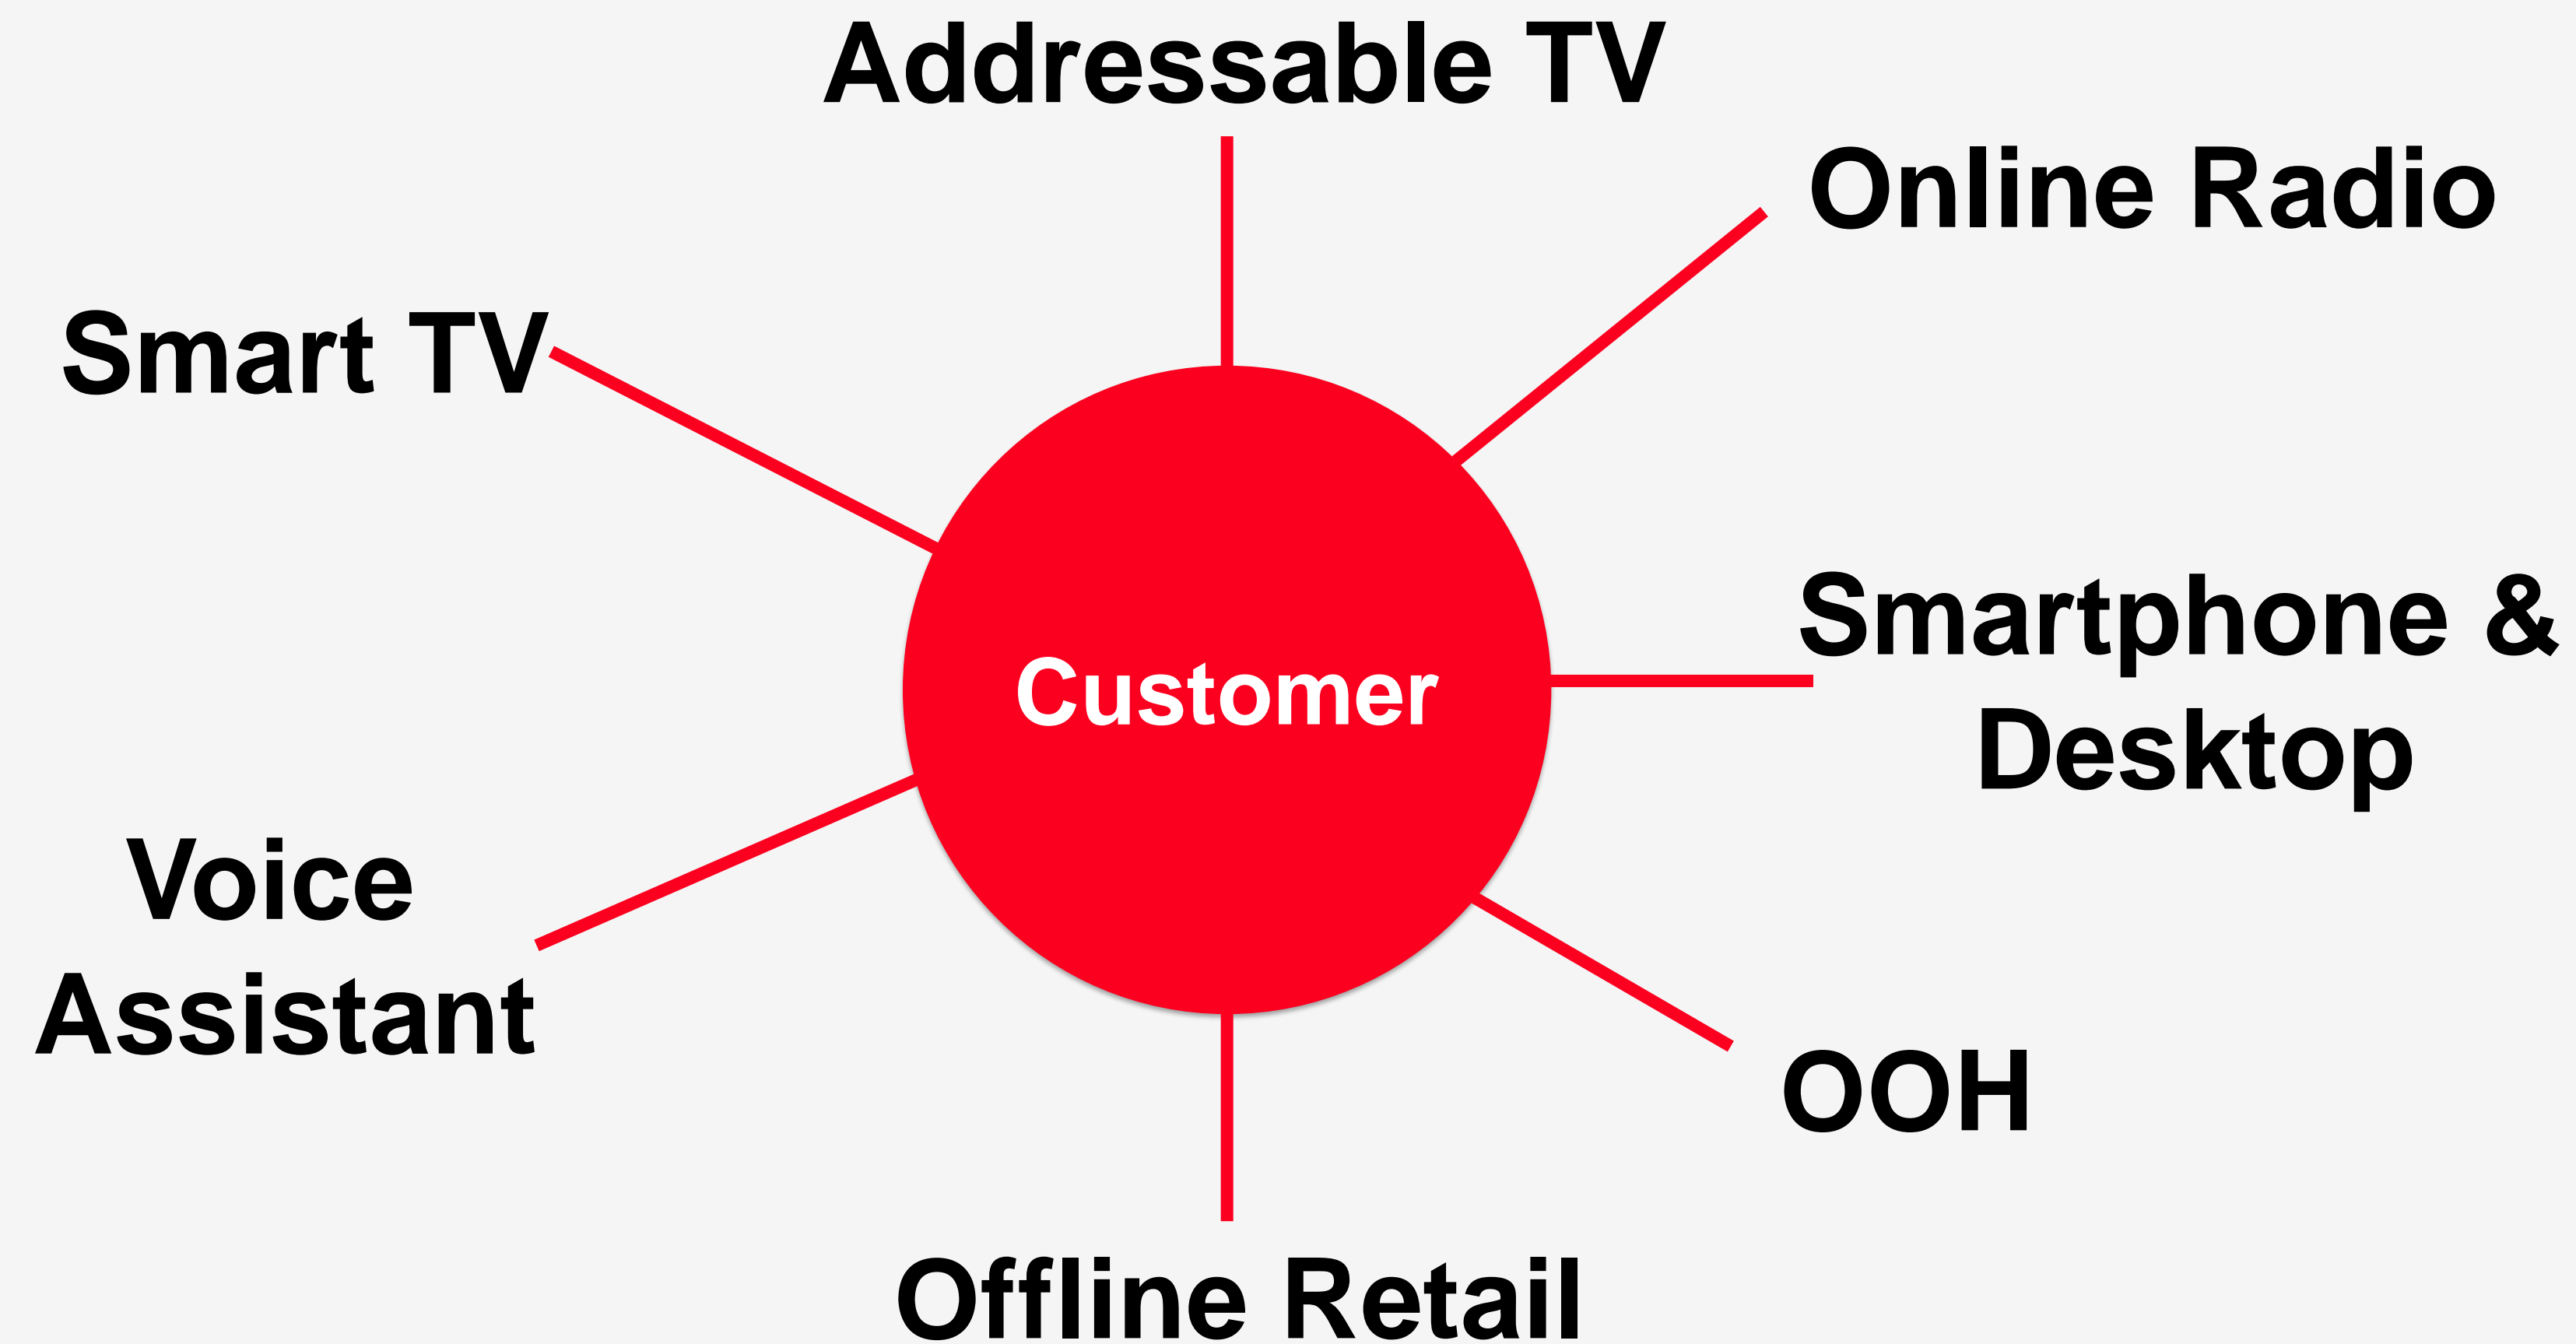 Addressable TV
Online Radio
Smart TV
Smartphone &
Desktop
Customer
Voice
Assistant
OOH
Offline Retail